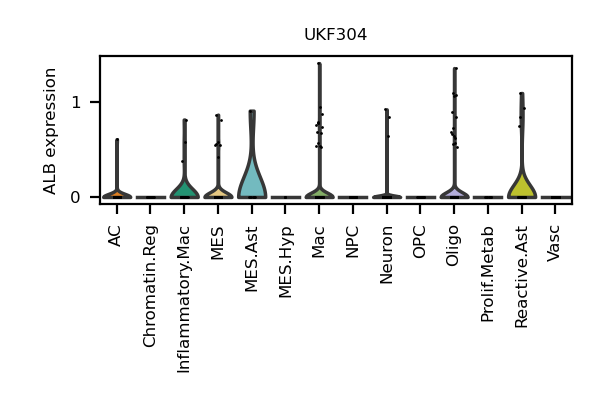 UKF304
ALB expression
1
0
AC
Chromatin.Reg
Inflammatory.Mac
MES
MES.Ast
MES.Hyp
Mac
NPC
Neuron
OPC
Oligo
Prolif.Metab
Reactive.Ast
Vasc